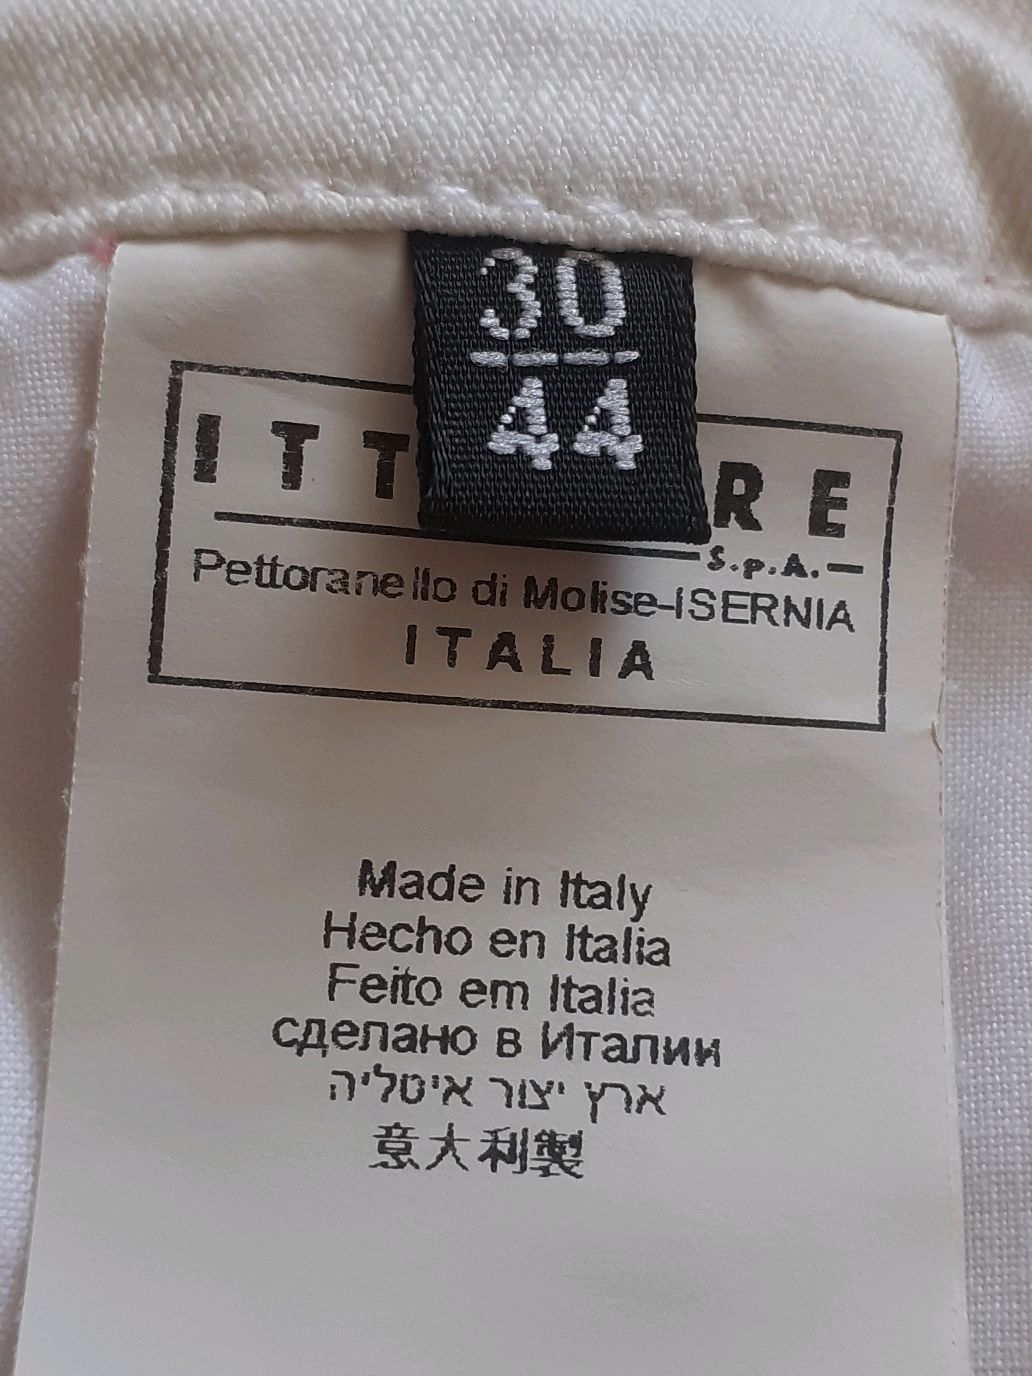 30
44
ITT RE
S.p.A.
Pettoranello di Molise-ISERNIA
ITALIA
Made in Italy
Hecho en Italia
Feito em Italia
сделано в Италии
ארץ יצור איטליה
意大利製